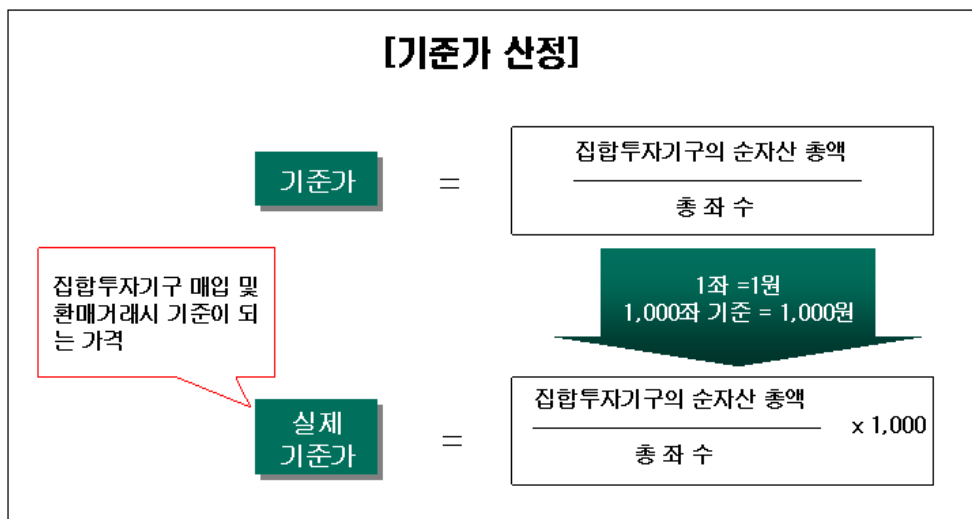 [기준가 산정]
기준가
=
집합투자기구의 순자산 총액
총 좌 수
집합투자기구 매입 및
환매거래시 기준이 되
는 가격
1좌 =1원
1,000좌 기준 = 1,000원
실제
기준가
=
집합투자기구의 순자산 총액
총 좌 수
x 1,000